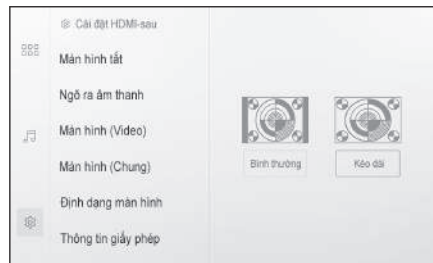 Cài đặt HDMI-sau
Màn hình tắt
Ngõ ra âm thanh
Màn hình (Video)
Màn hình (Chung)
Định dạng màn hình
Thông tin giấy phép
Bình thường
Kéo dài